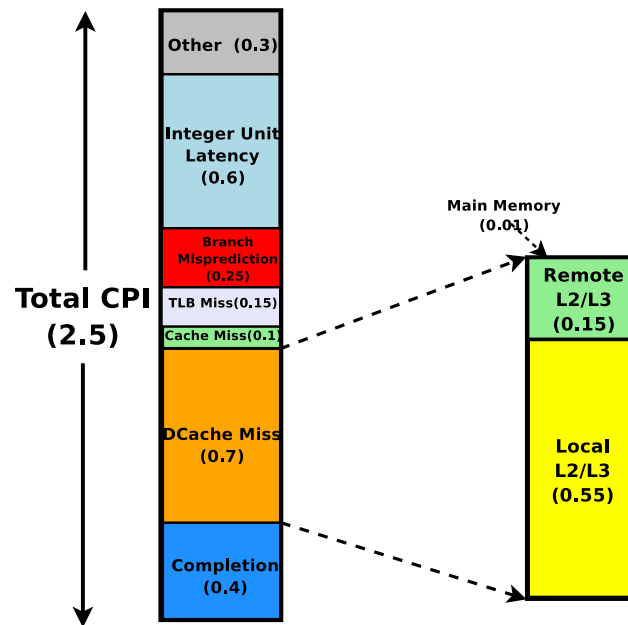 Other (0.3)
Integer Unit
Latency
(0.6)
Branch
Misprediction
(0.25)
TLB Miss(0.15)
Cache Miss(0.1)
DCache Miss
(0.7)
Completion
(0.4)
Total CPI
(2.5)
Main Memory
(0.01)
Remote
L2/L3
(0.15)
Local
L2/L3
(0.55)